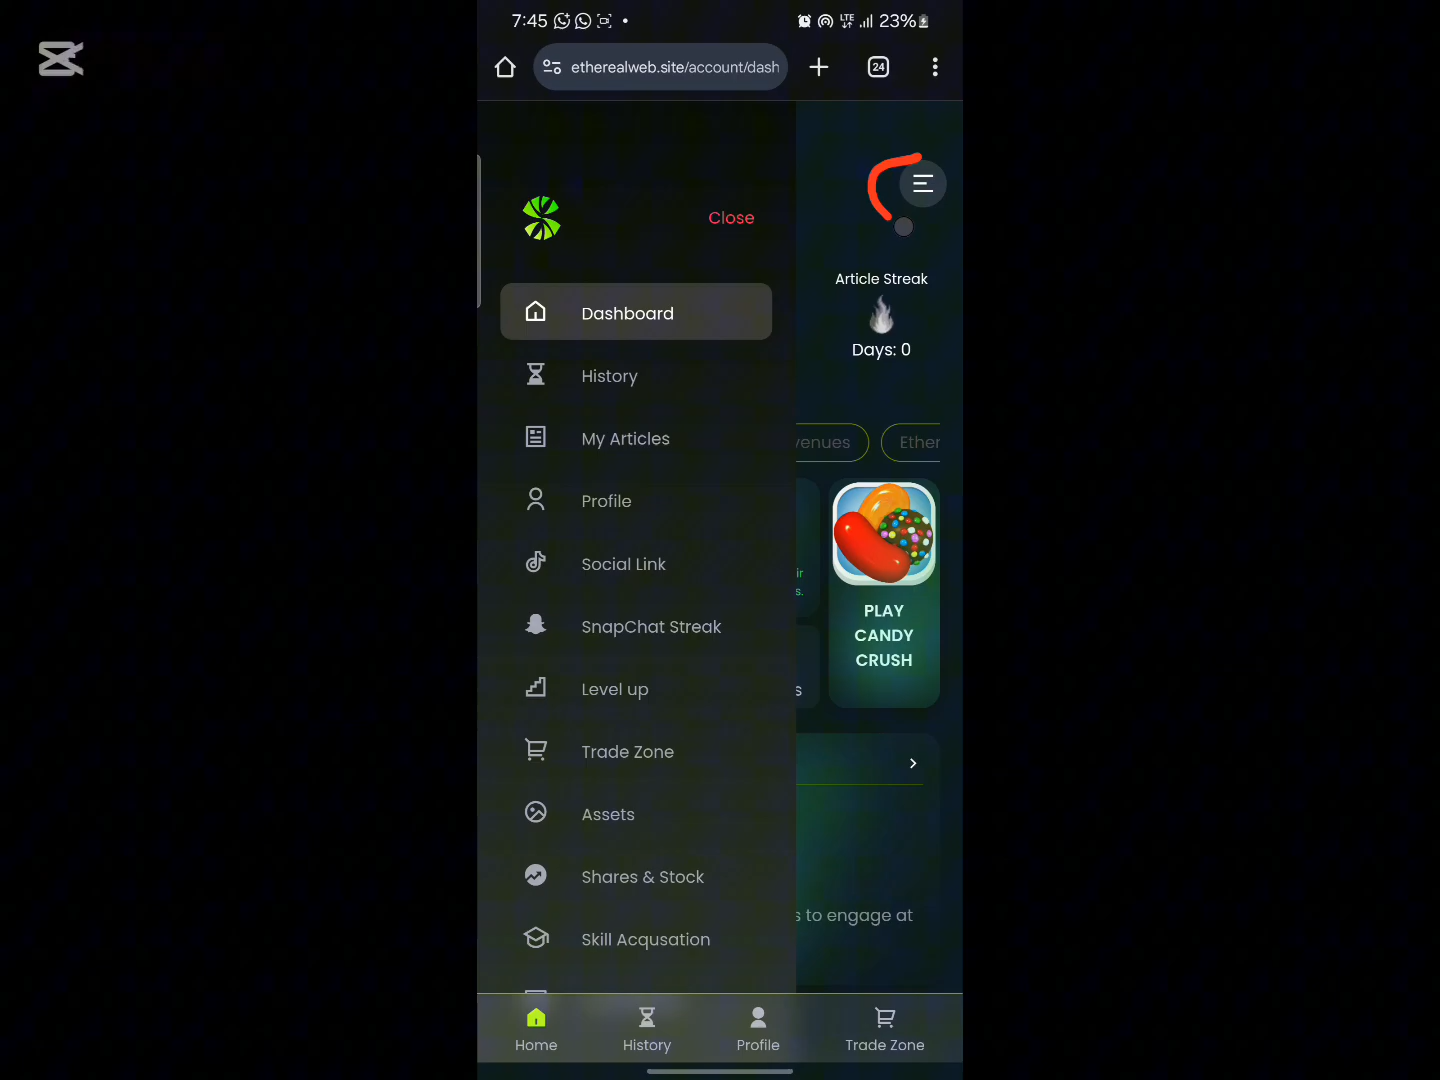 7:45
LTE
23%
etherealweb.site/account/dash
24
Close
Article Streak
Days: 0
Dashboard
History
My Articles
Profile
Social Link
SnapChat Streak
Level up
Trade Zone
Assets
Shares & Stock
Skill Acqusation
venues
Ether
ir
s.
PLAY
CANDY
CRUSH
s
s to engage at
Home
History
Profile
Trade Zone